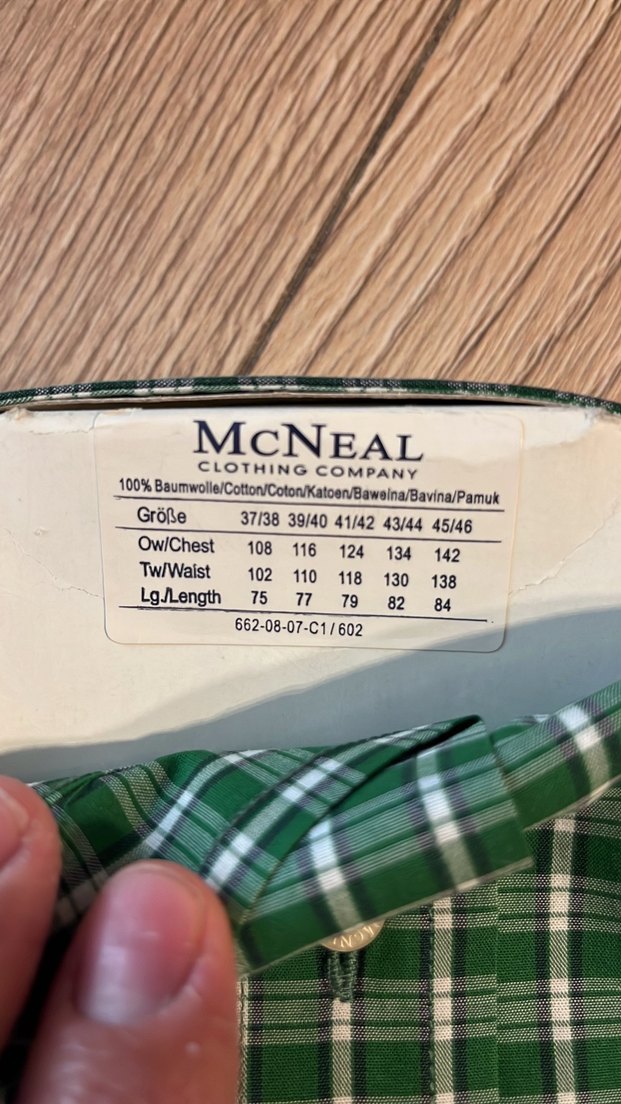 McNEAL
CLOTHING COMPANY
100% Baumwolle/Cotton/Coton/Katoen/Bawełna/Bavlna/Pamuk
Größe 37/38 39/40 41/42 43/44 45/46
Ow/Chest 108 116 124 134 142
Tw/Waist 102 110 118 130 138
Lg./Length 75 77 79 82 84
662-08-07-C1 / 602